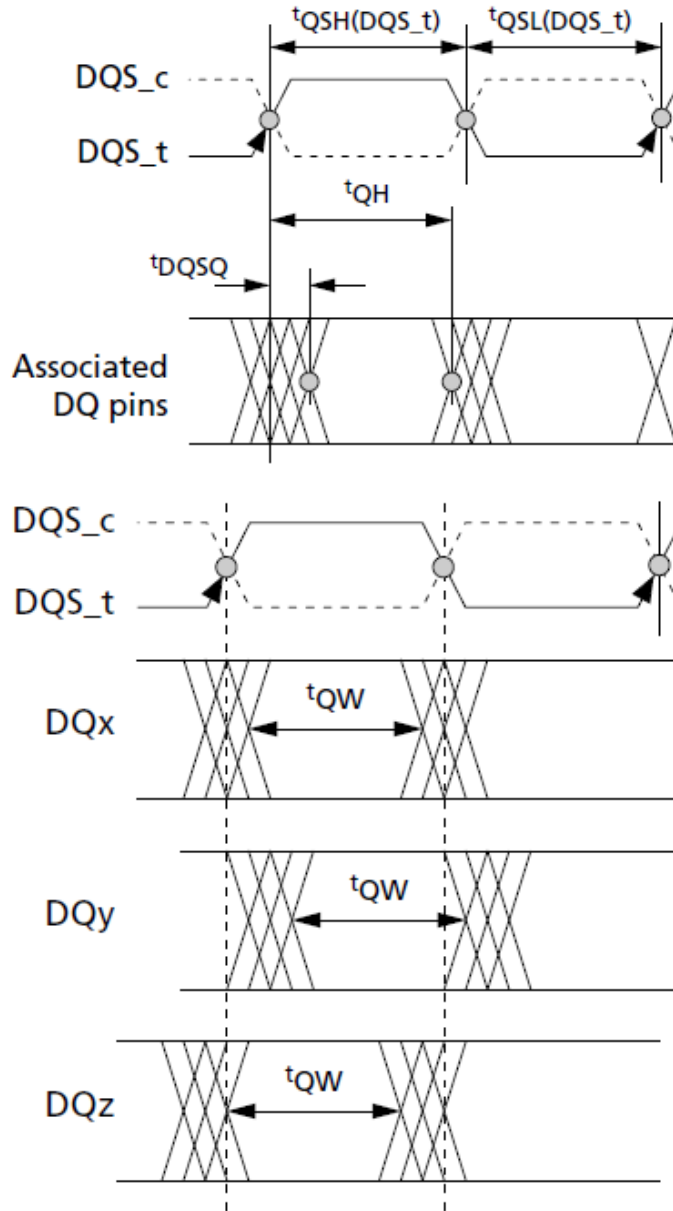 tQSH(DQS_t) tQSL(DQS_t)
DQS_c
DQS_t
tQH
tDQSQ
Associated
DQ pins
DQS_c
DQS_t
DQx
tQW
DQy
tQW
DQz
tQW